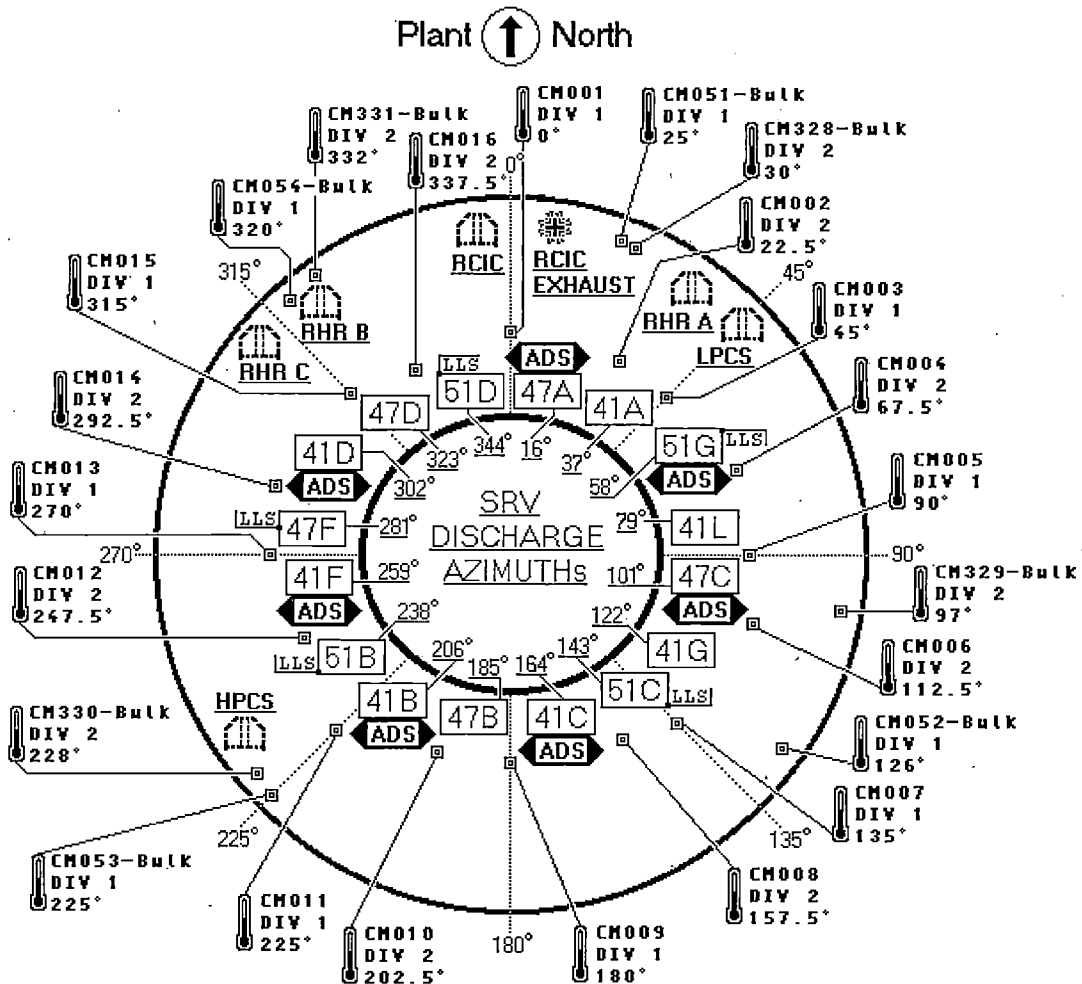 Plant North
CM001
DIV 1
0°
CM051-Bulk
DIV 1
25°
CM331-Bulk
DIV 2
332°
CM016
DIV 2
337.5°
CM328-Bulk
DIV 2
30°
0°
CM054-Bulk
DIV 1
320°
CM002
DIV 2
22.5°
CM015
DIV 1
315°
315°
RCIC
RCIC
EXHAUST
45°
CM003
DIV 1
45°
RHR A
LPCS
RHR B
RHR C
CM014
DIV 2
292.5°
CM004
DIV 2
67.5°
LLS
51D
ADS
47A
47D
41A
344°
16°
323°
37°
41D
ADS
302°
51G
LLS
ADS
58°
CM013
DIV 1
270°
CM005
DIV 1
90°
LLS
47F
281°
SRV
DISCHARGE
AZIMUTHs
79°
41L
270°
90°
CM012
DIV 2
247.5°
41F
259°
ADS
101°
47C
ADS
CM329-Bulk
DIV 2
97°
238°
122°
LLS
51B
206°
185°
164°
143°
41G
CM006
DIV 2
112.5°
HPCS
41B
ADS
47B
41C
ADS
51C
LLS
CM330-Bulk
DIV 2
228°
CM052-Bulk
DIV 1
126°
CM007
DIV 1
135°
225°
135°
CM053-Bulk
DIV 1
225°
CM008
DIV 2
157.5°
CM011
DIV 1
225°
CM010
DIV 2
202.5°
180°
CM009
DIV 1
180°